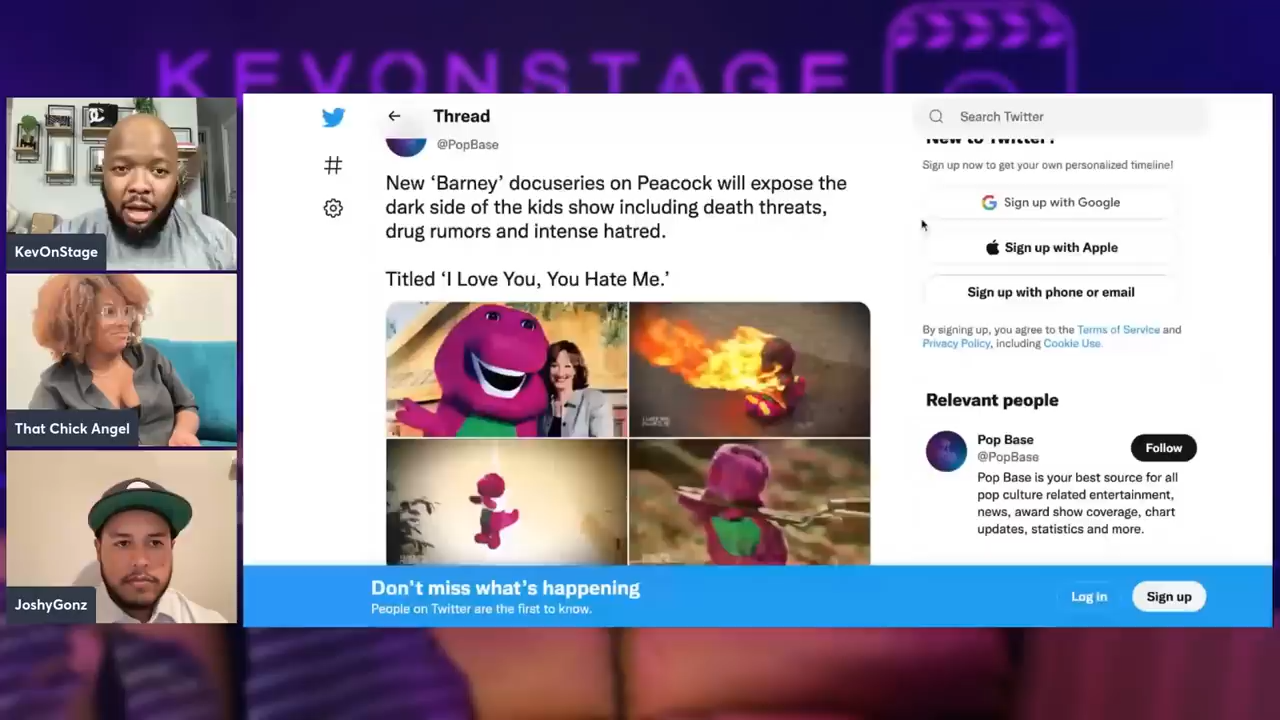 KEVONSTAGE
KevOnStage
That Chick Angel
JoshyGonz
Thread
@PopBase
New ‘Barney’ docuseries on Peacock will expose the
dark side of the kids show including death threats,
drug rumors and intense hatred.
Titled ‘I Love You, You Hate Me.’
Search Twitter
New to Twitter?
Sign up now to get your own personalized timeline!
Sign up with Google
Sign up with Apple
Sign up with phone or email
By signing up, you agree to the Terms of Service and
Privacy Policy, including Cookie Use.
Relevant people
Pop Base
@PopBase
Follow
Pop Base is your best source for all
pop culture related entertainment,
news, award show coverage, chart
updates, statistics and more.
Don't miss what's happening
People on Twitter are the first to know.
Log in
Sign up